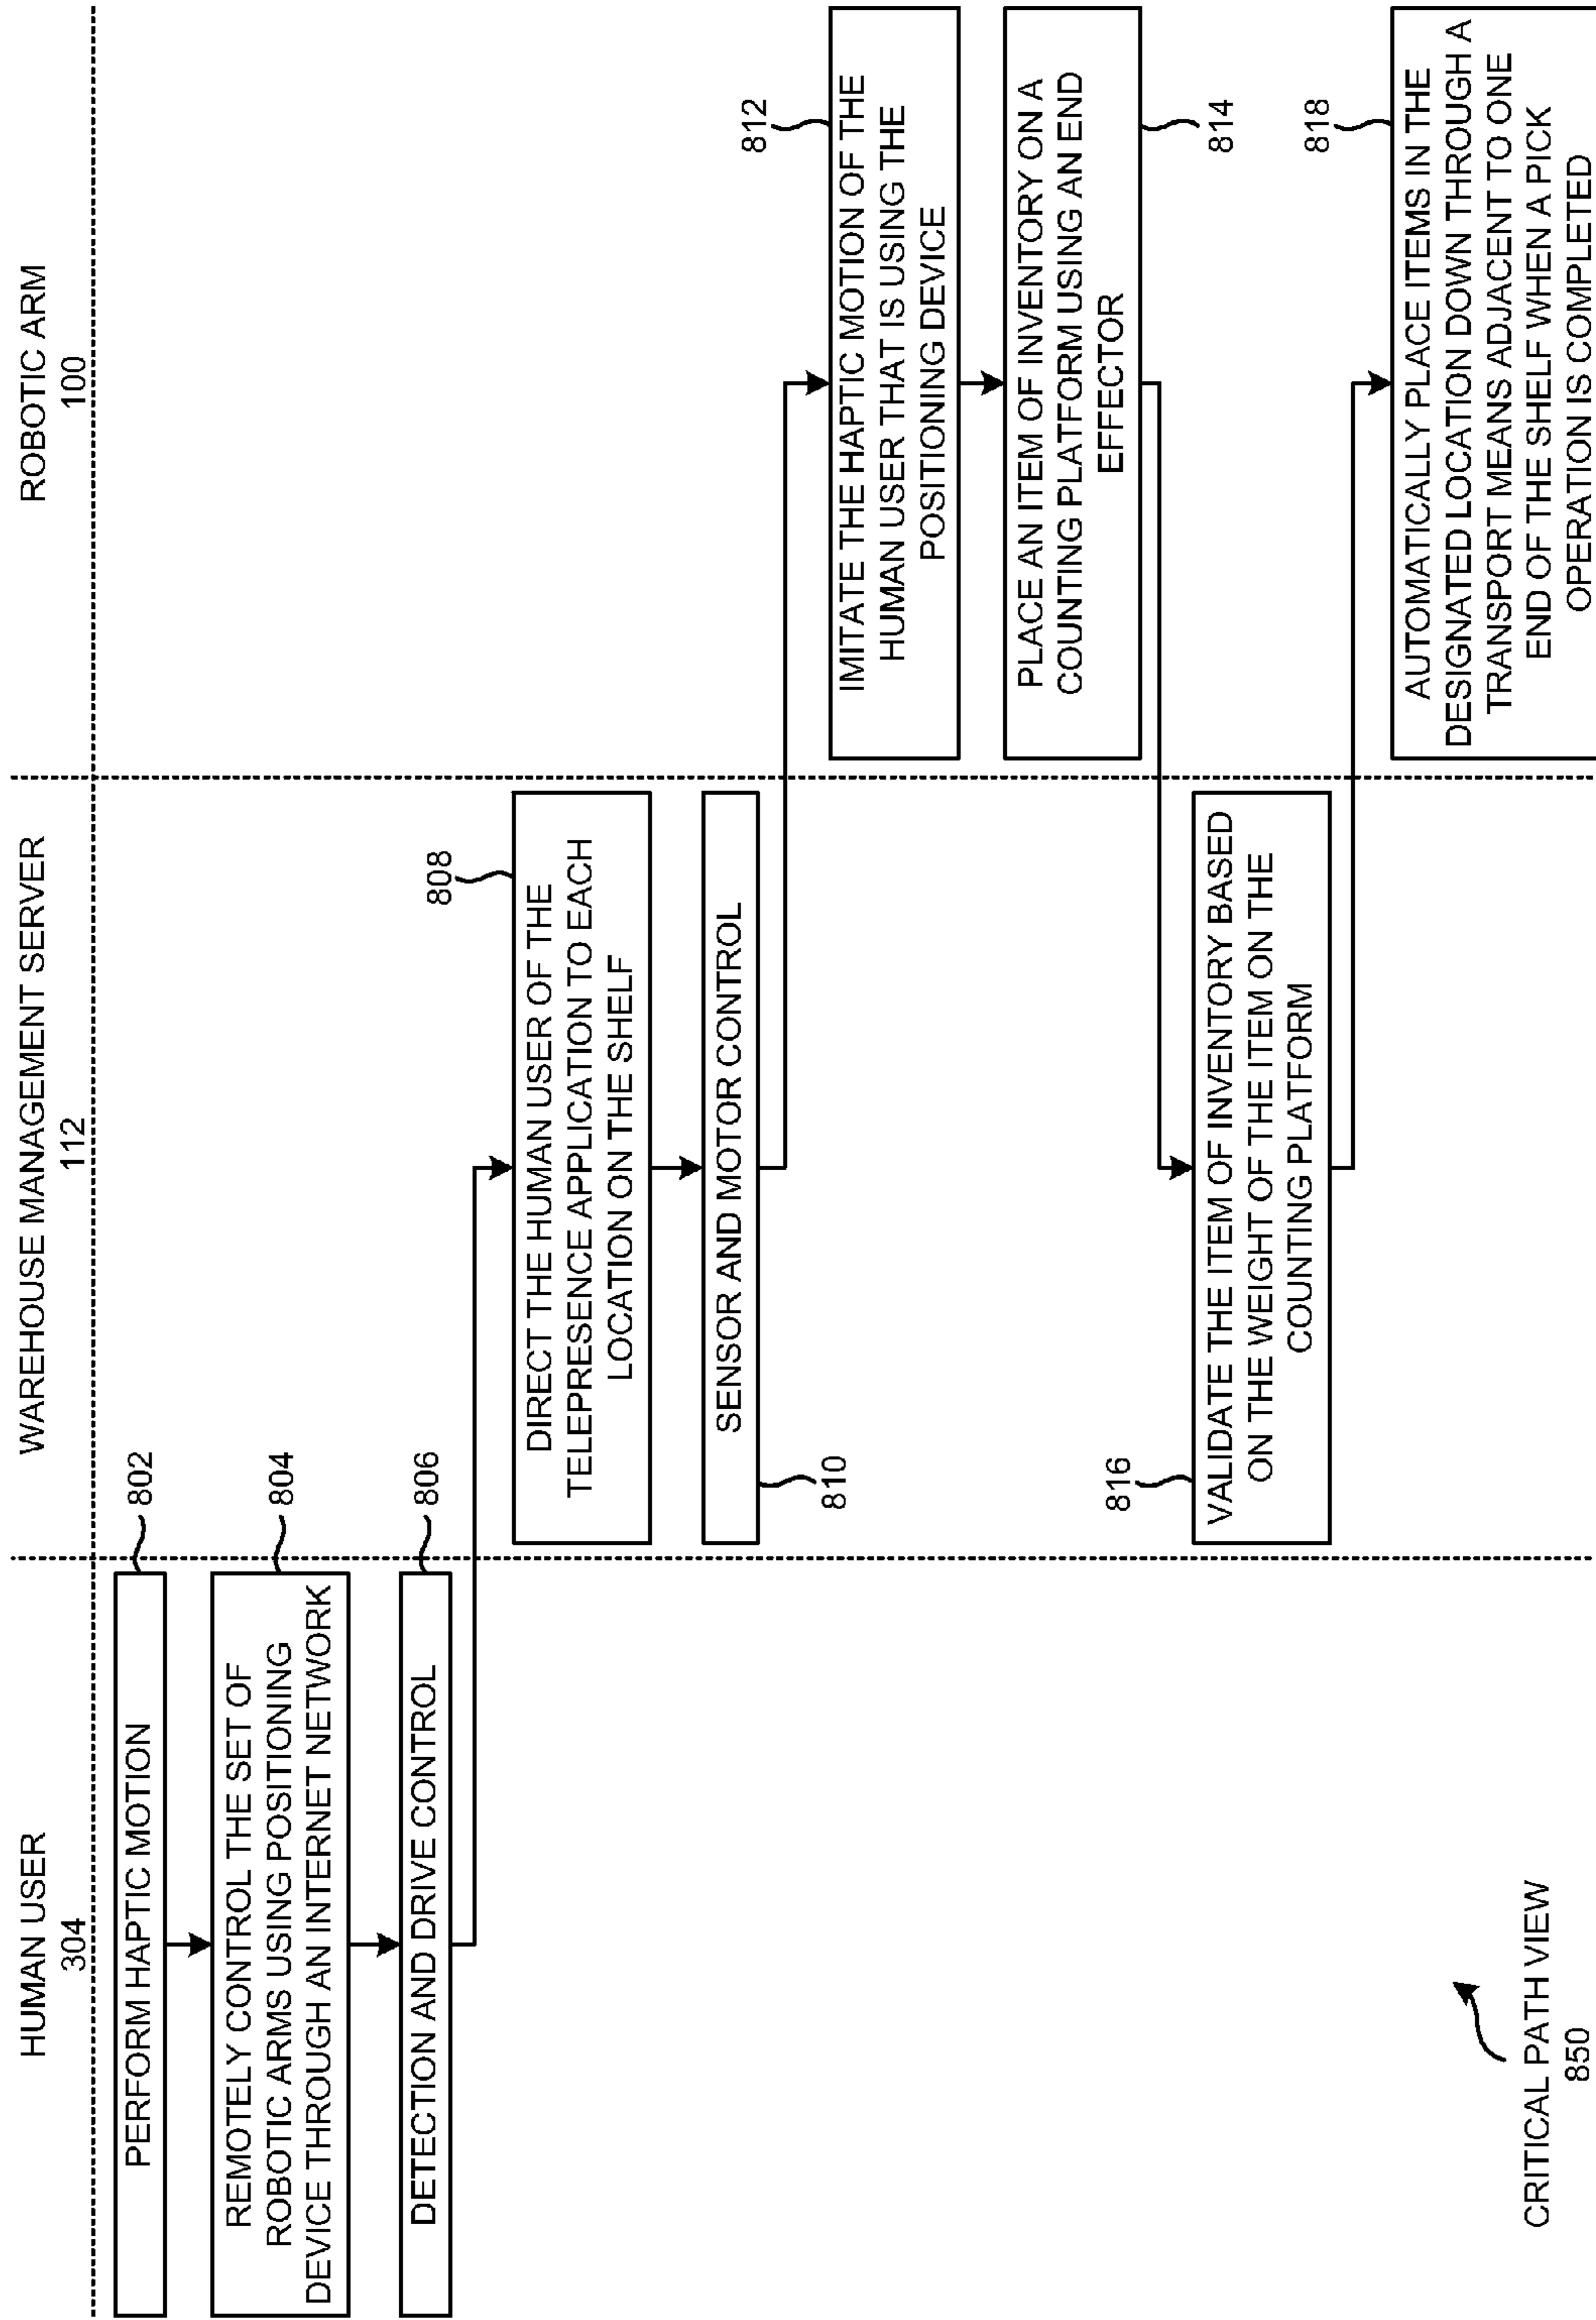 HUMAN USER
304
WAREHOUSE MANAGEMENT SERVER
112
ROBOTIC ARM
100
PERFORM HAPTIC MOTION
802
REMOTELY CONTROL THE SET OF
ROBOTIC ARMS USING POSITIONING
DEVICE THROUGH AN INTERNET NETWORK
804
DETECTION AND DRIVE CONTROL
806
808
DIRECT THE HUMAN USER OF THE
TELEPRESENCE APPLICATION TO EACH
LOCATION ON THE SHELF
SENSOR AND MOTOR CONTROL
810
812
IMITATE THE HAPTIC MOTION OF THE
HUMAN USER THAT IS USING THE
POSITIONING DEVICE
PLACE AN ITEM OF INVENTORY ON A
COUNTING PLATFORM USING AN END
EFFECTOR
814
816
VALIDATE THE ITEM OF INVENTORY BASED
ON THE WEIGHT OF THE ITEM ON THE
COUNTING PLATFORM
818
AUTOMATICALLY PLACE ITEMS IN THE
DESIGNATED LOCATION DOWN THROUGH A
TRANSPORT MEANS ADJACENT TO ONE
END OF THE SHELF WHEN A PICK
OPERATION IS COMPLETED
CRITICAL PATH VIEW
850